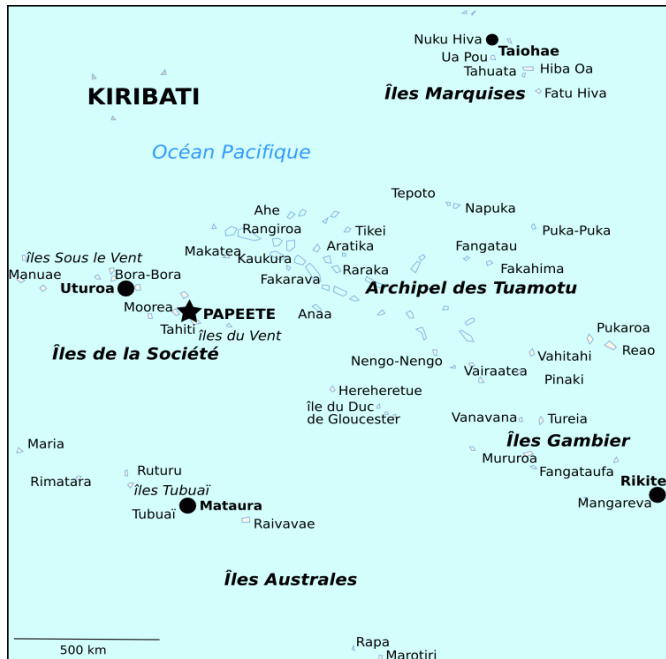 Nuku Hiva
Taiohae
Ua Pou
Tahuata
Hiba Oa
Îles Marquises
Fatu Hiva
KIRIBATI
Océan Pacifique
Tepoto
Napuka
Ahe
Rangiroa
Tikei
Puka-Puka
Makatea
Kaukura
Aratika
Fangatau
îles Sous le Vent
Manuae
Bora-Bora
Fakarava
Raraka
Fakahima
Uturoa
Archipel des Tuamotu
Moorea
PAPEETE
Anaa
Tahiti
îles du Vent
Îles de la Société
Pukaroa
Reao
Nengo-Nengo
Vahitahi
Vairaatea
Pinaki
Hereheretue
île du Duc
de Gloucester
Vanavana
Tureia
Îles Gambier
Maria
Mururoa
Fangataufa
Rimatara
Ruturu
Rikite
îles Tubuaï
Mangareva
Tubuaï
Mataura
Raivavae
Îles Australes
500 km
Rapa
Marotiri